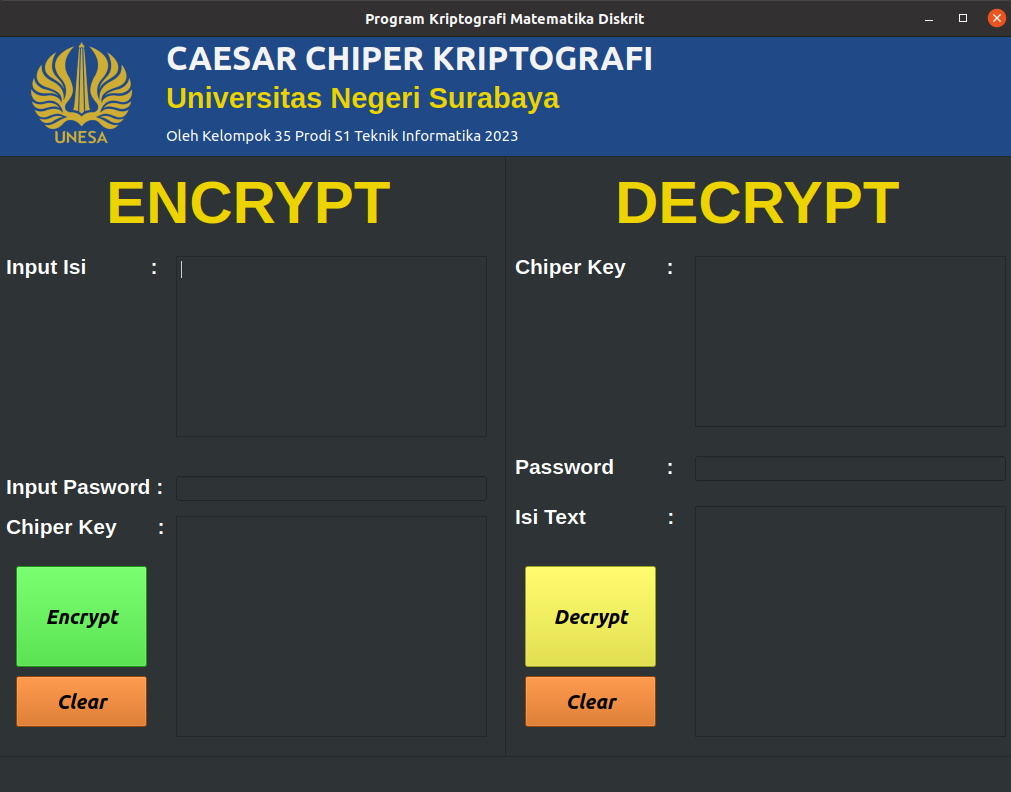 Program Kriptografi Matematika Diskrit
CAESAR CHIPER KRIPTOGRAFI
Universitas Negeri Surabaya
Oleh Kelompok 35 Prodi S1 Teknik Informatika 2023
UNESA
ENCRYPT
Input Isi :
Input Pasword :
Chiper Key :
Encrypt
Clear
DECRYPT
Chiper Key :
Password :
Isi Text :
Decrypt
Clear